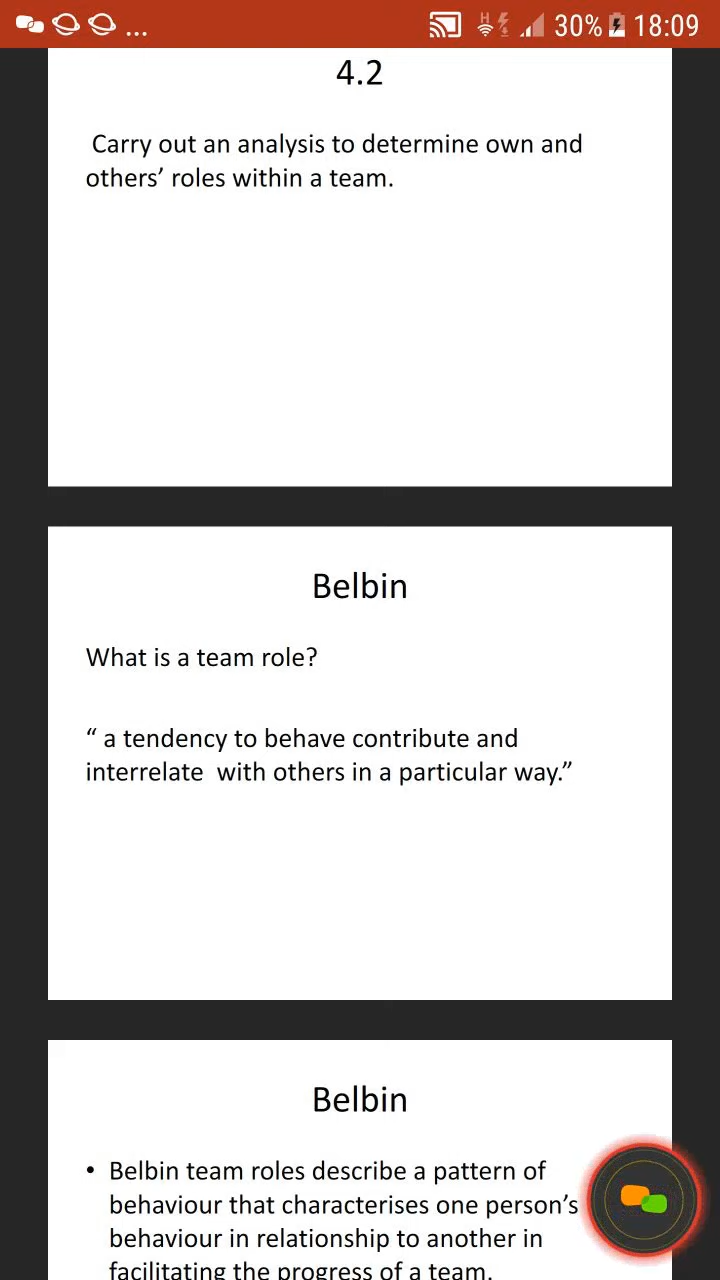 ... H 30% 18:09
4.2
Carry out an analysis to determine own and
others’ roles within a team.
Belbin
What is a team role?
“ a tendency to behave contribute and
interrelate  with others in a particular way.”
Belbin
• Belbin team roles describe a pattern of
behaviour that characterises one person’s
behaviour in relationship to another in
facilitating the progress of a team.